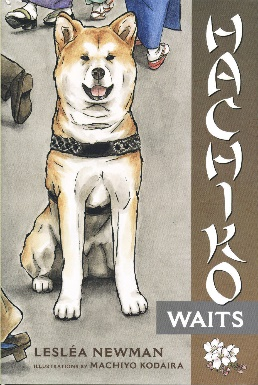 HACHIKO
WAITS
LESLÉA NEWMAN
ILLUSTRATIONS BY MACHIYO KODAIRA